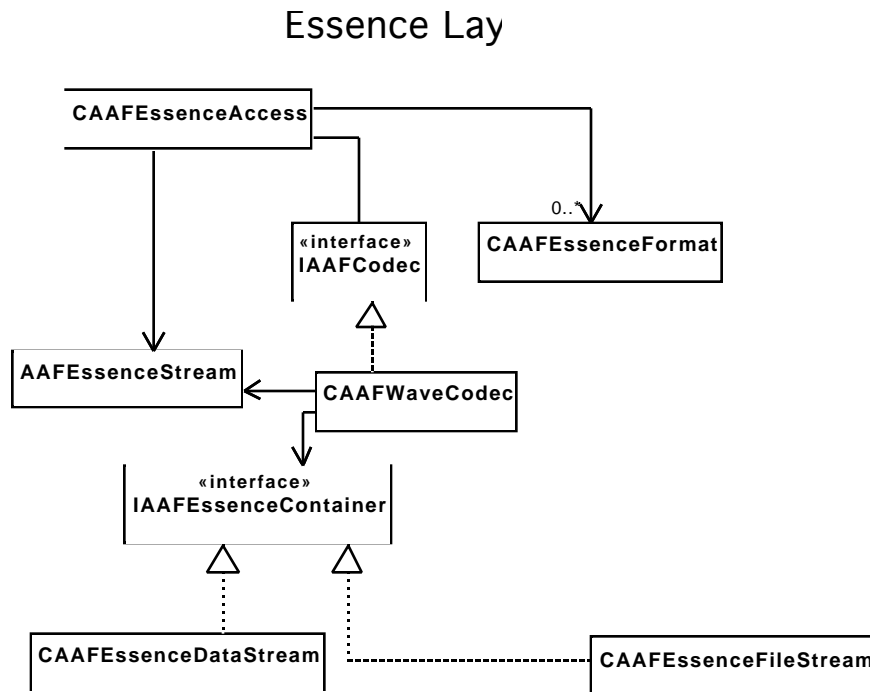 Essence Lay
CAAFEssenceAccess
0..*
«interface»
IAAFCodec
CAAFEssenceFormat
AAFEssenceStream
CAAFWaveCodec
«interface»
IAAFEssenceContainer
CAAFEssenceDataStream
CAAFEssenceFileStream